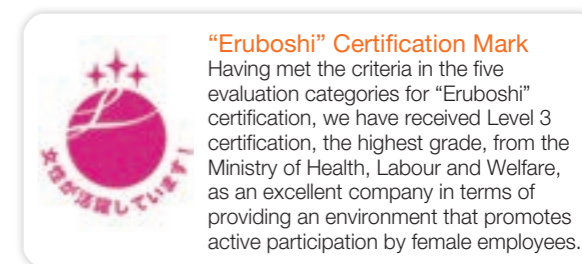 “Eruboshi” Certification Mark
Having met the criteria in the five
evaluation categories for “Eruboshi”
certification, we have received Level 3
certification, the highest grade, from the
Ministry of Health, Labour and Welfare,
as an excellent company in terms of
providing an environment that promotes
active participation by female employees.
L
女性が活躍しています!